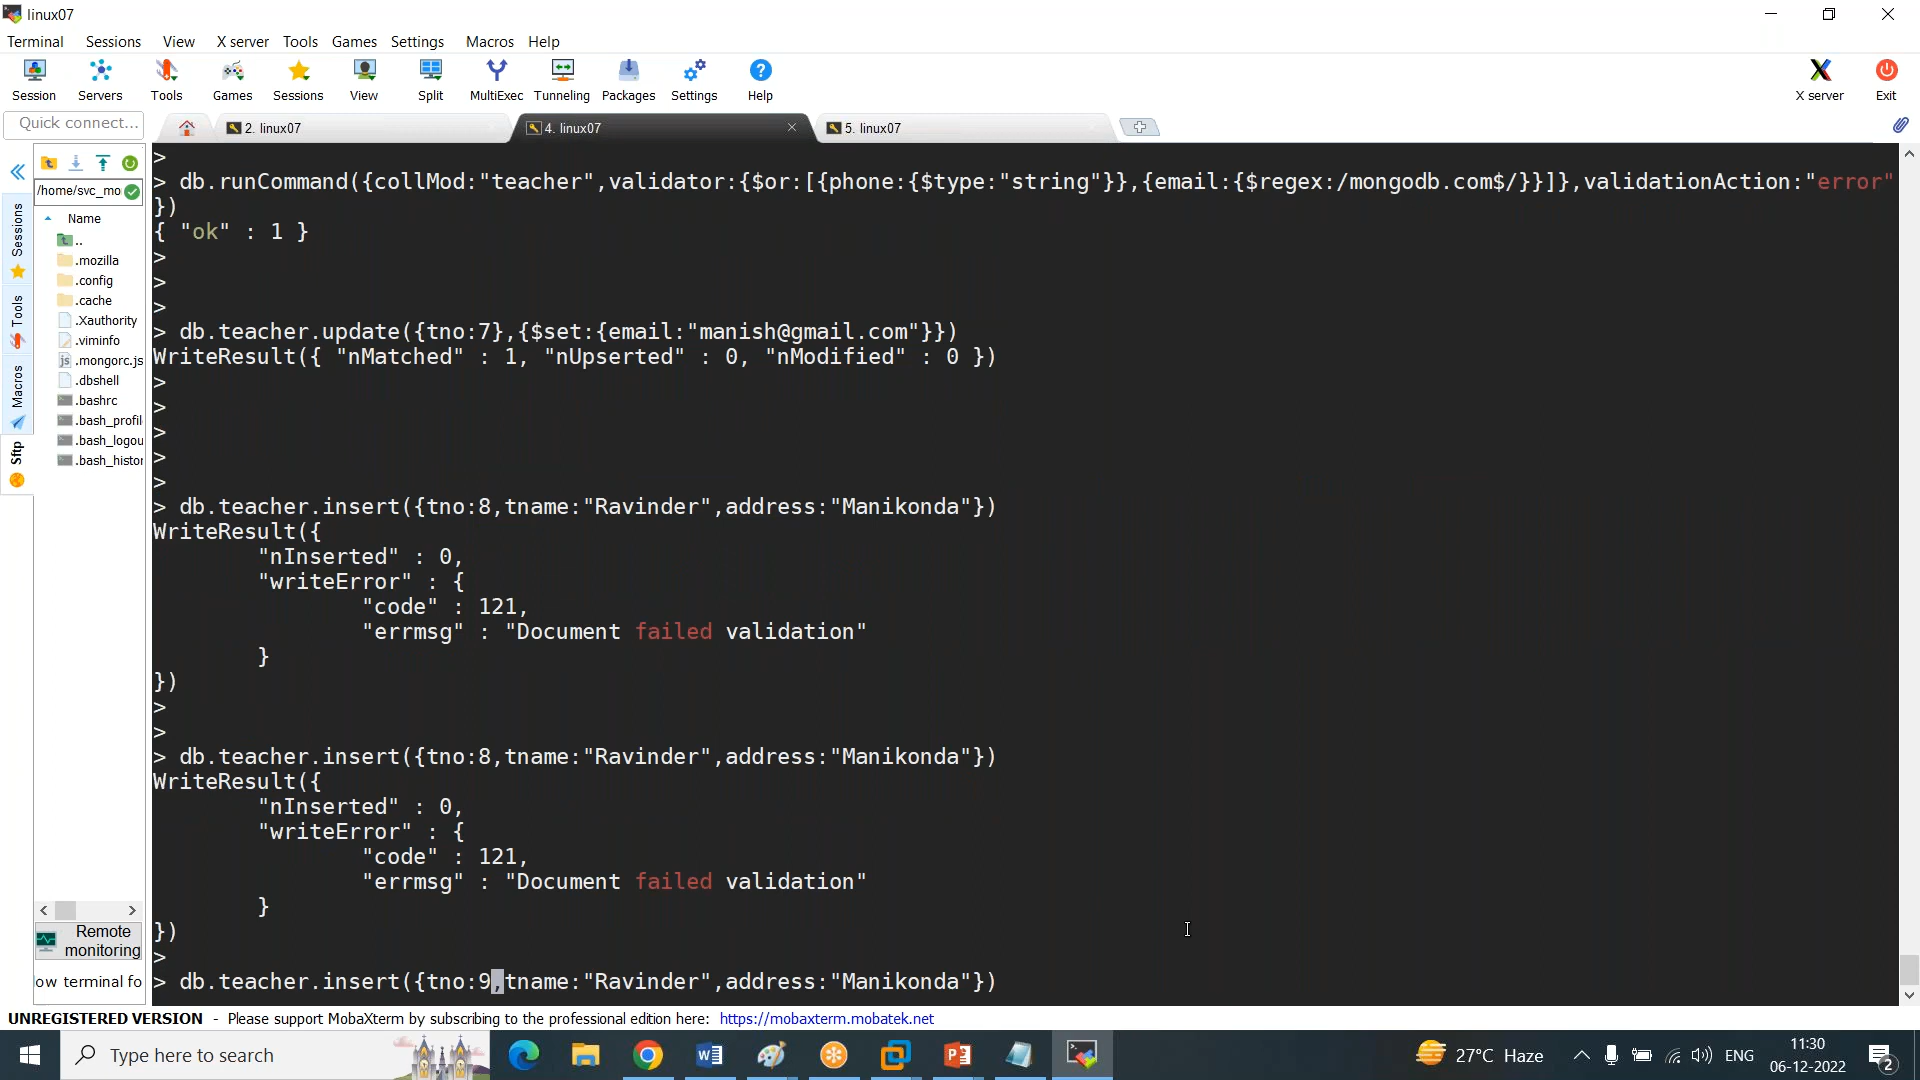 linux07
Terminal Sessions View X server Tools Games Settings Macros Help
Session Servers Tools Games Sessions View Split MultiExec Tunneling Packages Settings Help X server Exit
Quick connect...
2. linux07
4. linux07
5. linux07
/home/svc_mo
Name
..
.mozilla
.config
.cache
.Xauthority
.viminfo
.mongorc.js
.dbshell
.bashrc
.bash_profil
.bash_logou
.bash_histor
Sessions
Tools
Macros
Sftp
Remote
monitoring
ow terminal fo
>
> db.runCommand({collMod:"teacher",validator:{$or:[{phone:{$type:"string"}},{email:{$regex:/mongodb.com$/}}]},validationAction:"error"
})
{ "ok" : 1 }
>
>
>
> db.teacher.update({tno:7},{$set:{email:"manish@gmail.com"}})
WriteResult({ "nMatched" : 1, "nUpserted" : 0, "nModified" : 0 })
>
>
>
>
>
> db.teacher.insert({tno:8,tname:"Ravinder",address:"Manikonda"})
WriteResult({
"nInserted" : 0,
"writeError" : {
"code" : 121,
"errmsg" : "Document failed validation"
}
})
>
>
> db.teacher.insert({tno:8,tname:"Ravinder",address:"Manikonda"})
WriteResult({
"nInserted" : 0,
"writeError" : {
"code" : 121,
"errmsg" : "Document failed validation"
}
})
>
> db.teacher.insert({tno:9,tname:"Ravinder",address:"Manikonda"})
UNREGISTERED VERSION - Please support MobaXterm by subscribing to the professional edition here: https://mobaxterm.mobatek.net
Type here to search
27°C Haze
ENG
11:30
06-12-2022
2